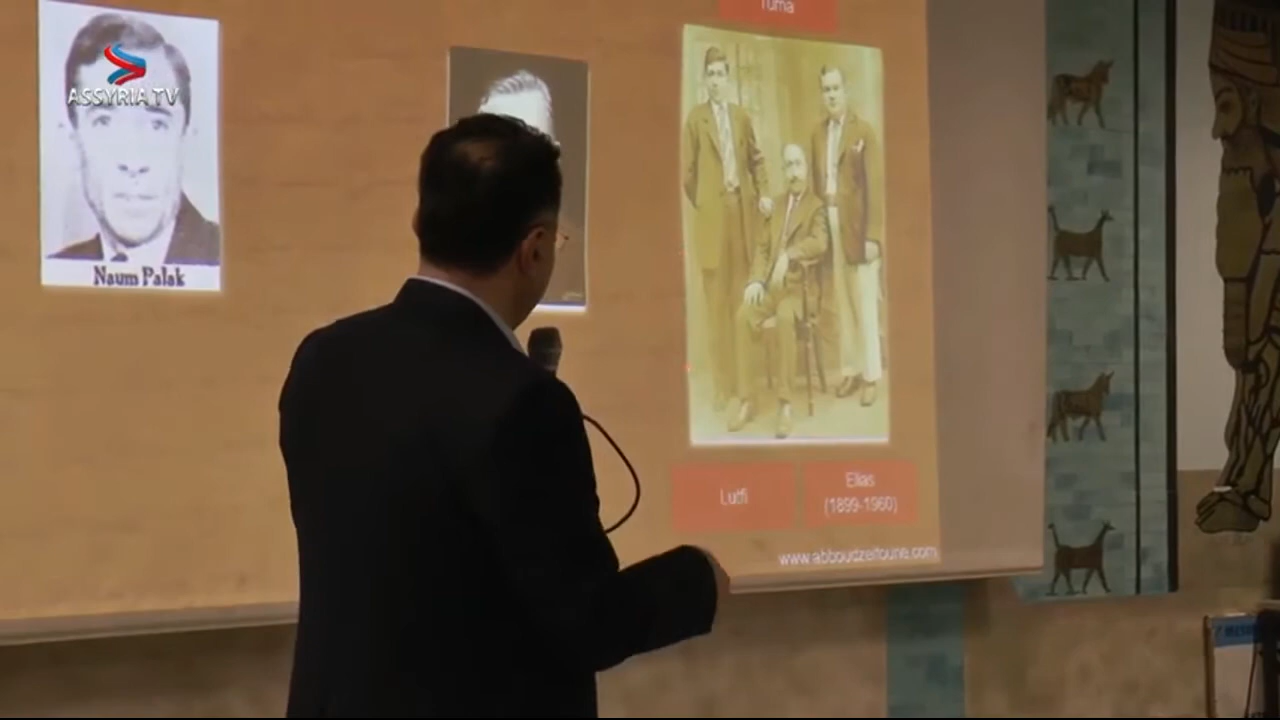 ASSYRIA TV
Tuma
Naum Palak
Lutfi
Elias
(1899-1960)
www.abboudzeitoune.com